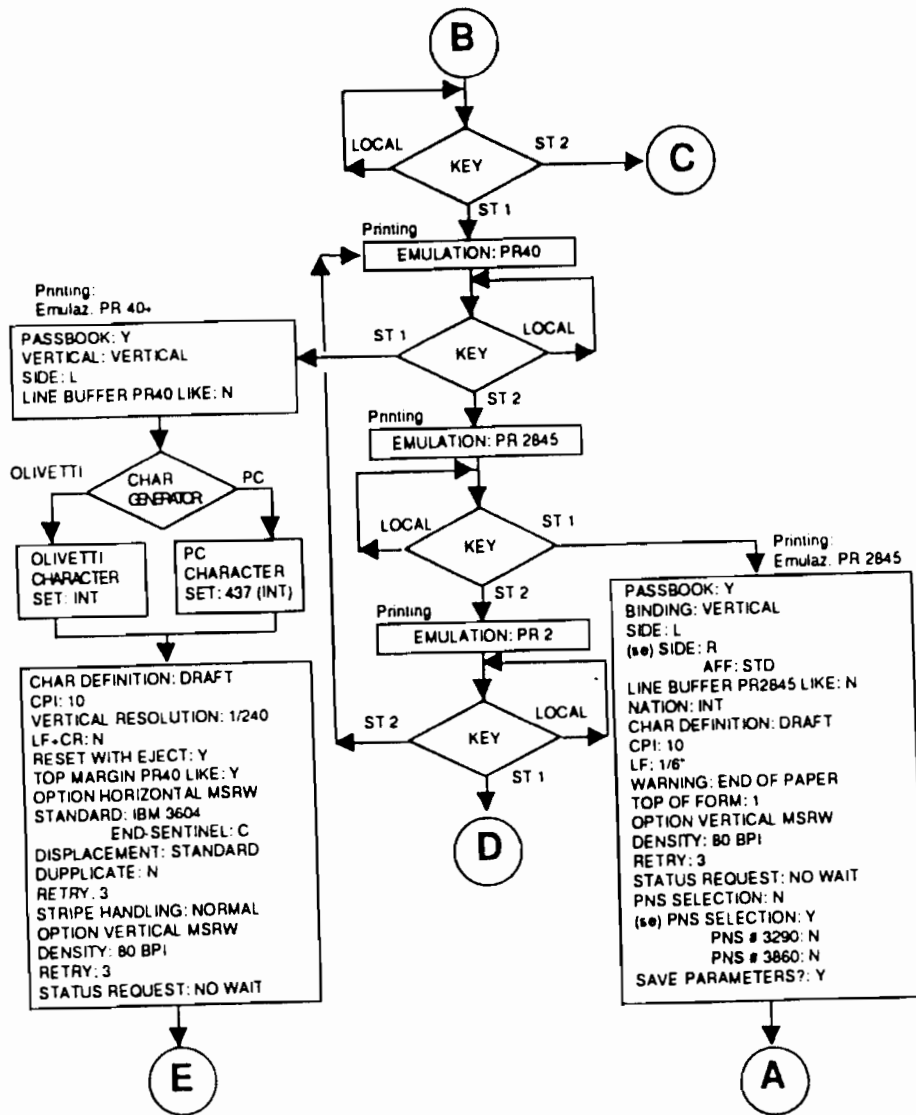 B
LOCAL
KEY
ST 2
C
ST 1
Printing
EMULATION: PR40
Printing:
Emulaz. PR 40+
PASSBOOK: Y
VERTICAL: VERTICAL
SIDE: L
LINE BUFFER PR40 LIKE: N
ST 1
KEY
LOCAL
ST 2
Printing
EMULATION: PR 2845
OLIVETTI
CHAR
GENERATOR
PC
OLIVETTI
CHARACTER
SET: INT
PC
CHARACTER
SET: 437 (INT)
LOCAL
KEY
ST 1
ST 2
Printing
EMULATION: PR 2
ST 2
KEY
LOCAL
ST 1
D
Printing:
Emulaz. PR 2845
PASSBOOK: Y
BINDING: VERTICAL
SIDE: L
(se) SIDE: R
AFF: STD
LINE BUFFER PR2845 LIKE: N
NATION: INT
CHAR DEFINITION: DRAFT
CPI: 10
LF: 1/6"
WARNING: END OF PAPER
TOP OF FORM: 1
OPTION VERTICAL MSRW
DENSITY: 80 BPI
RETRY: 3
STATUS REQUEST: NO WAIT
PNS SELECTION: N
(se) PNS SELECTION: Y
PNS # 3290: N
PNS # 3860: N
SAVE PARAMETERS?: Y
A
CHAR DEFINITION: DRAFT
CPI: 10
VERTICAL RESOLUTION: 1/240
LF+CR: N
RESET WITH EJECT: Y
TOP MARGIN PR40 LIKE: Y
OPTION HORIZONTAL MSRW
STANDARD: IBM 3604
END-SENTINEL: C
DISPLACEMENT: STANDARD
DUPPLICATE: N
RETRY. 3
STRIPE HANDLING: NORMAL
OPTION VERTICAL MSRW
DENSITY: 80 BPI
RETRY: 3
STATUS REQUEST: NO WAIT
E